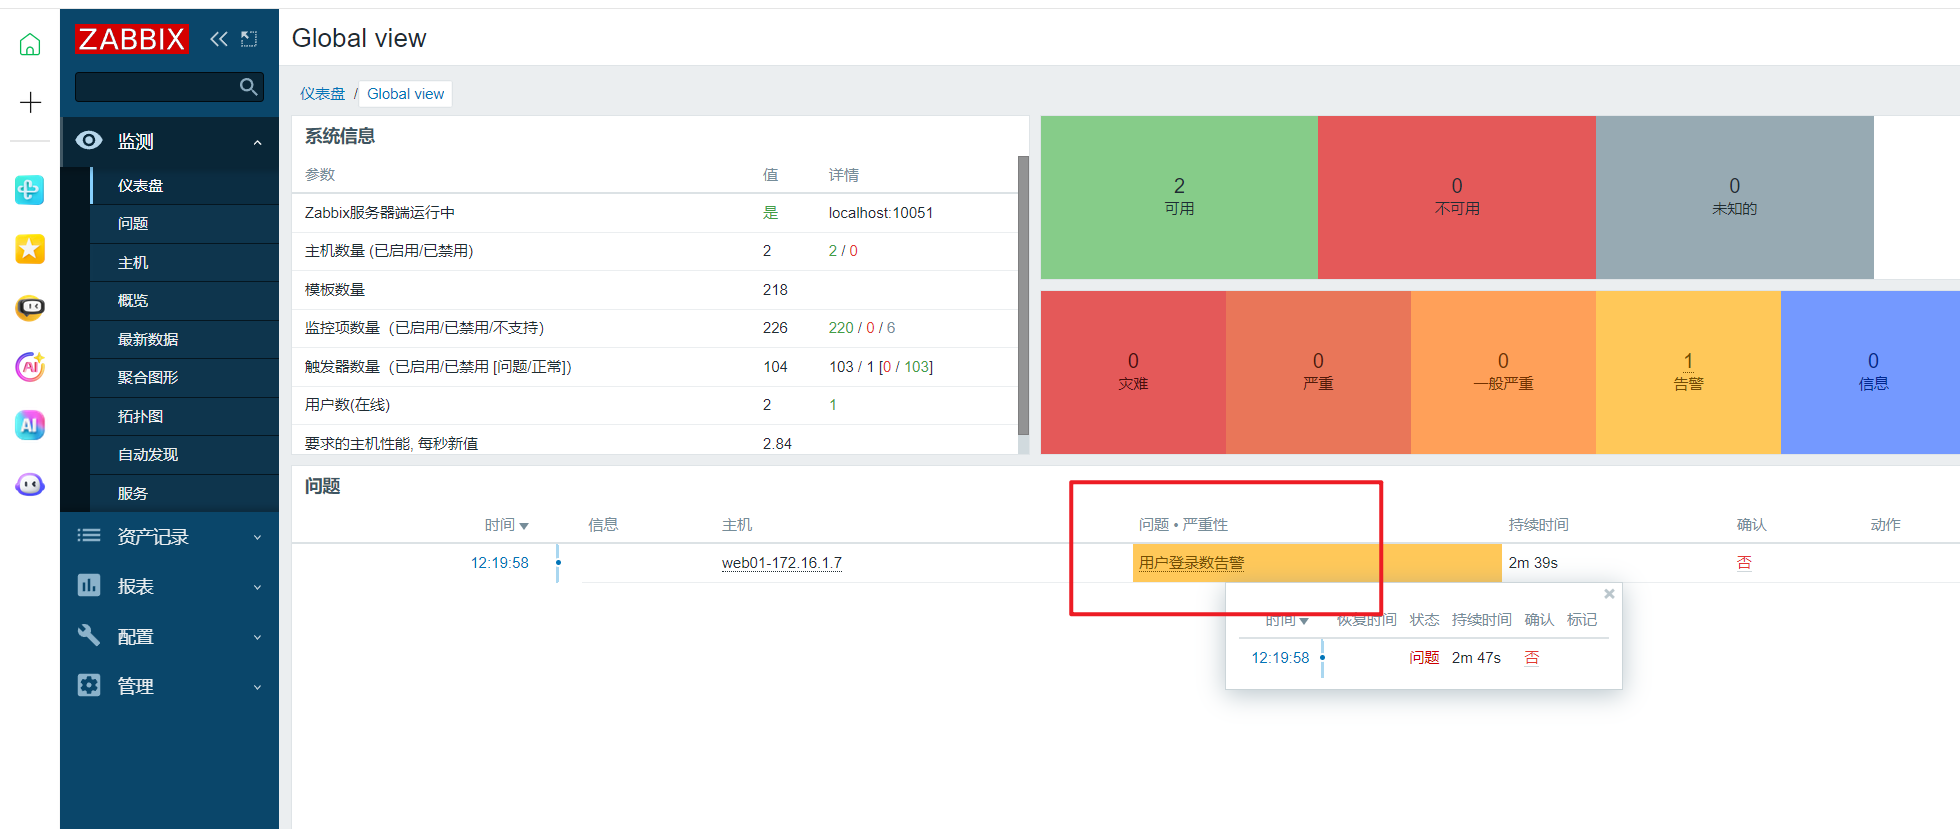 ZABBIX
Global view
仪表盘 / Global view
监测
仪表盘
问题
主机
概览
最新数据
聚合图形
拓扑图
自动发现
服务
资产记录
报表
配置
管理
系统信息
参数 值 详情
Zabbix服务器端运行中 是 localhost:10051
主机数量 (已启用/已禁用) 2 2 / 0
模板数量 218
监控项数量 (已启用/已禁用/不支持) 226 220 / 0 / 6
触发器数量 (已启用/已禁用 [问题/正常]) 104 103 / 1 [0 / 103]
用户数(在线) 2 1
要求的主机性能, 每秒新值 2.84
2 0 0
可用 不可用 未知的
0 0 0 1 0
灾难 严重 一般严重 告警 信息
问题
时间 信息 主机 问题 • 严重性 持续时间 确认 动作
12:19:58 web01-172.16.1.7 用户登录数告警 2m 39s 否
时间 恢复时间 状态 持续时间 确认 标记
12:19:58 问题 2m 47s 否
AI
AI